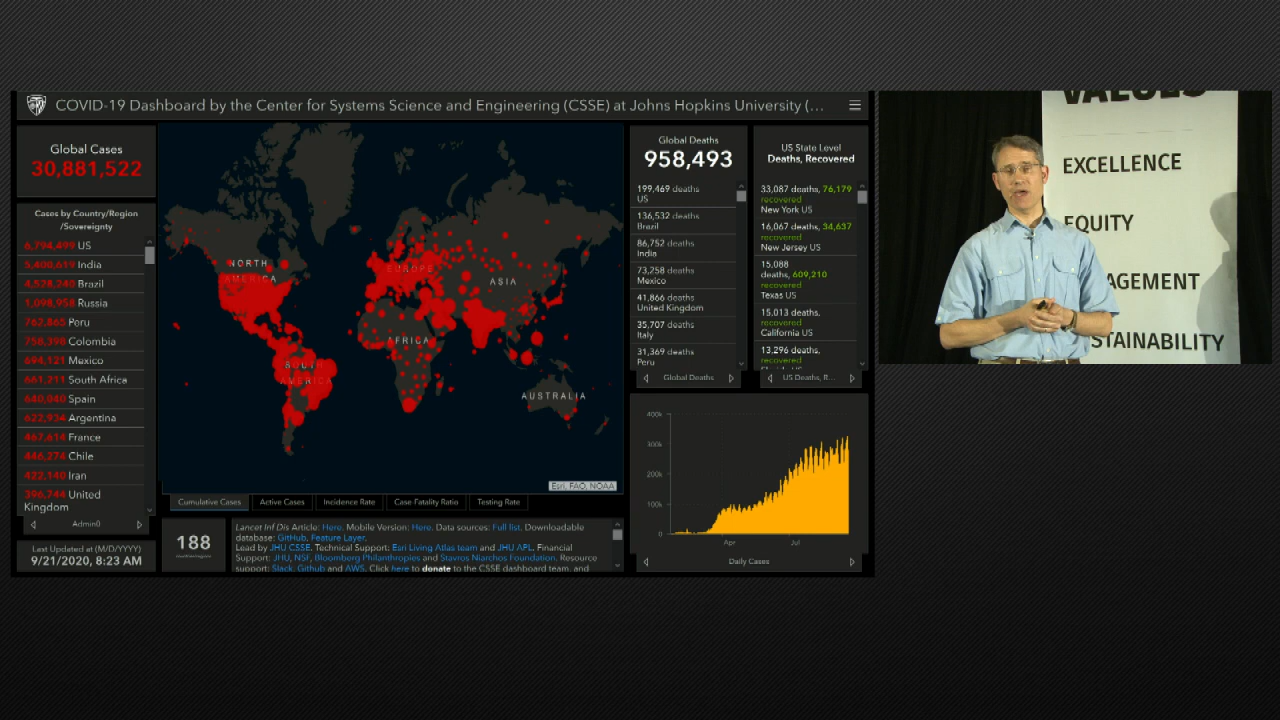 COVID-19 Dashboard by the Center for Systems Science and Engineering (CSSE) at Johns Hopkins University (...
Global Cases
30,881,522
Cases by Country/Region
/Sovereignty
6,794,499 US
5,400,619 India
4,528,240 Brazil
1,098,958 Russia
762,865 Peru
758,398 Colombia
694,121 Mexico
661,211 South Africa
640,040 Spain
622,934 Argentina
467,614 France
446,274 Chile
422,140 Iran
396,744 United
Kingdom
Admin0
Last Updated at (M/D/YYYY)
9/21/2020, 8:23 AM
NORTH
AMERICA
SOUTH
AMERICA
EUROPE
AFRICA
ASIA
AUSTRALIA
Esri, FAO, NOAA
Cumulative Cases
Active Cases
Incidence Rate
Case Fatality Ratio
Testing Rate
188
Lancet Inf Dis Article: Here. Mobile Version: Here. Data sources: Full list. Downloadable
database: GitHub, Feature Layer.
Lead by JHU CSSE. Technical Support: Esri Living Atlas team and JHU APL. Financial
Support: JHU, NSF, Bloomberg Philanthropies and Stavros Niarchos Foundation. Resource
support: Slack, Github and AWS. Click here to donate to the CSSE dashboard team, and
Global Deaths
958,493
199,469 deaths
US
136,532 deaths
Brazil
86,752 deaths
India
73,258 deaths
Mexico
41,866 deaths
United Kingdom
35,707 deaths
Italy
31,369 deaths
Peru
Global Deaths
US State Level
Deaths, Recovered
33,087 deaths, 76,179
recovered
New York US
16,067 deaths, 34,637
recovered
New Jersey US
15,088
deaths, 609,210
recovered
Texas US
15,013 deaths,
recovered
California US
13,296 deaths,
recovered
US Deaths, R...
400k
300k
200k
100k
0
Apr
Jul
Daily Cases
VALUES
EXCELLENCE
EQUITY
AGEMENT
STAINABILITY